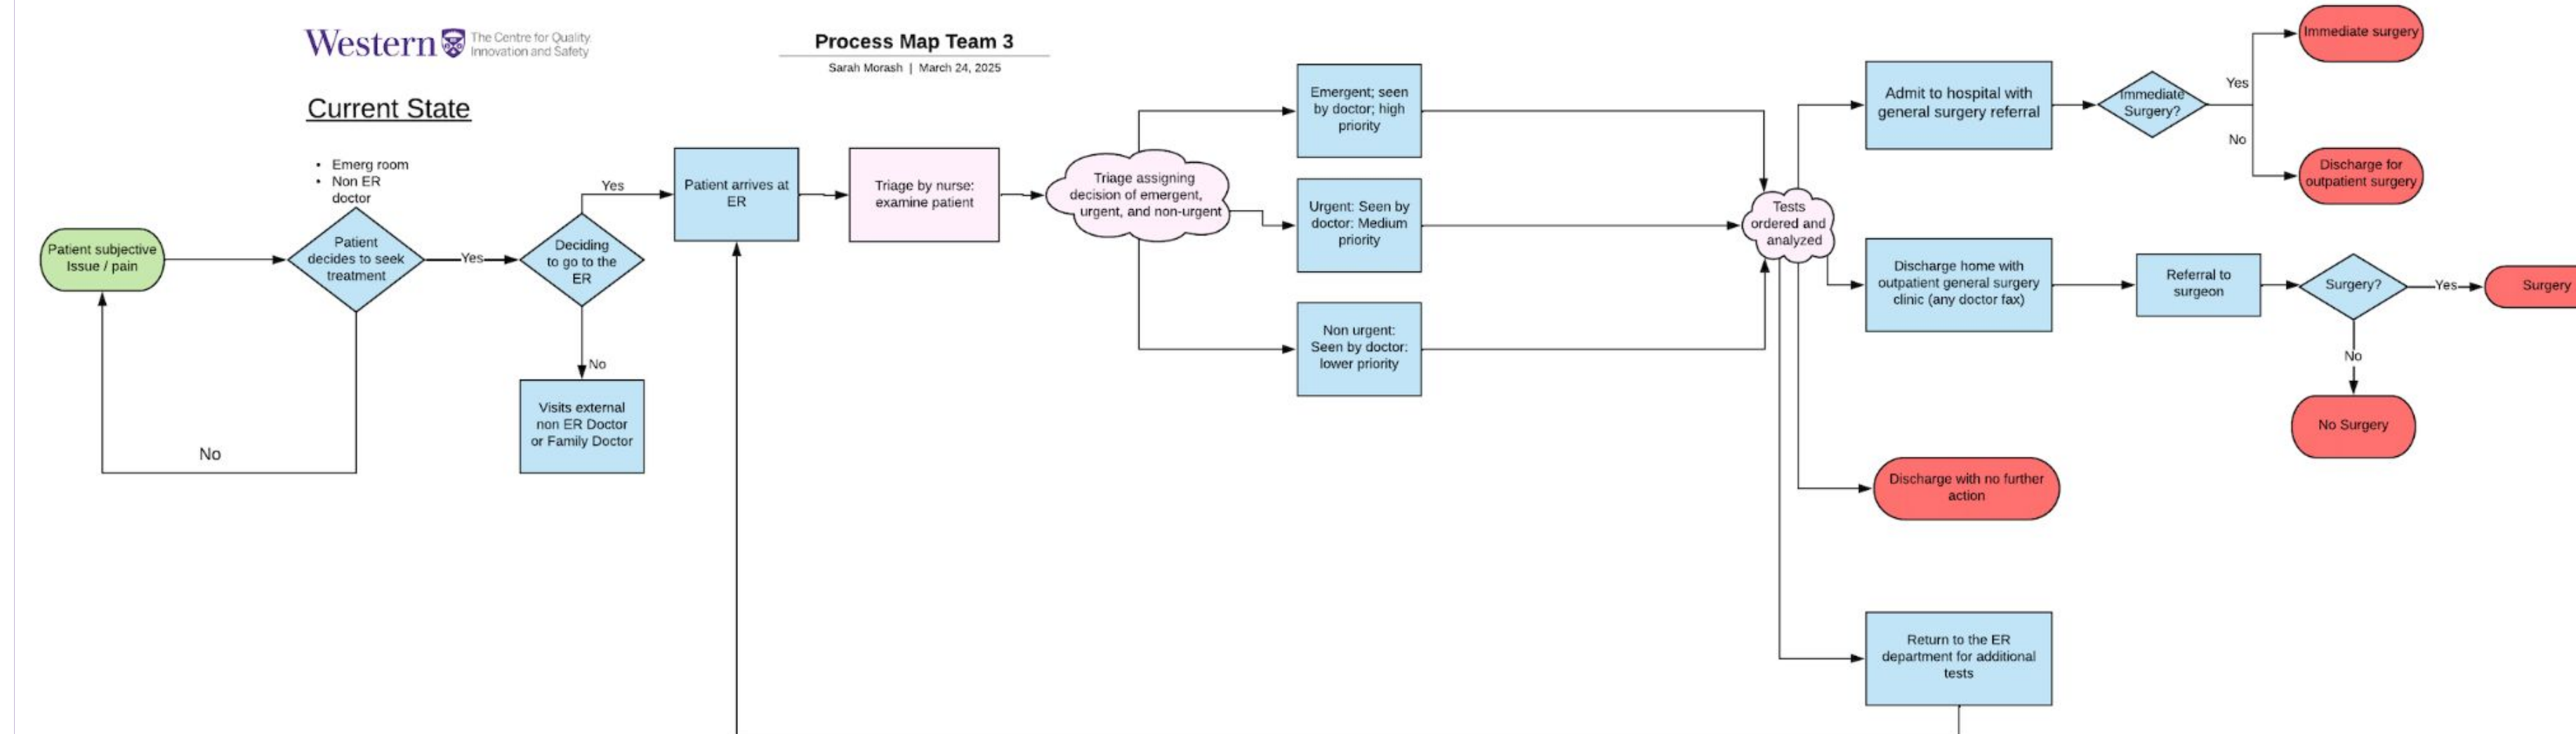 Western
The Centre for Quality
Innovation and Safety
Process Map Team 3
Sarah Morash | March 24, 2025
Current State
• Emerg room
• Non ER
doctor
Patient subjective
Issue / pain
Patient
decides to seek
treatment
No
Yes
Deciding
to go to the
ER
Yes
No
Visits external
non ER Doctor
or Family Doctor
Patient arrives at
ER
Triage by nurse:
examine patient
Triage assigning
decision of emergent,
urgent, and non-urgent
Emergent; seen
by doctor; high
priority
Urgent: Seen by
doctor: Medium
priority
Non urgent:
Seen by doctor:
lower priority
Tests
ordered and
analyzed
Admit to hospital with
general surgery referral
Immediate
Surgery?
Yes
Immediate surgery
No
Discharge for
outpatient surgery
Discharge home with
outpatient general surgery
clinic (any doctor fax)
Referral to
surgeon
Surgery?
Yes
Surgery
No
No Surgery
Discharge with no further
action
Return to the ER
department for additional
tests